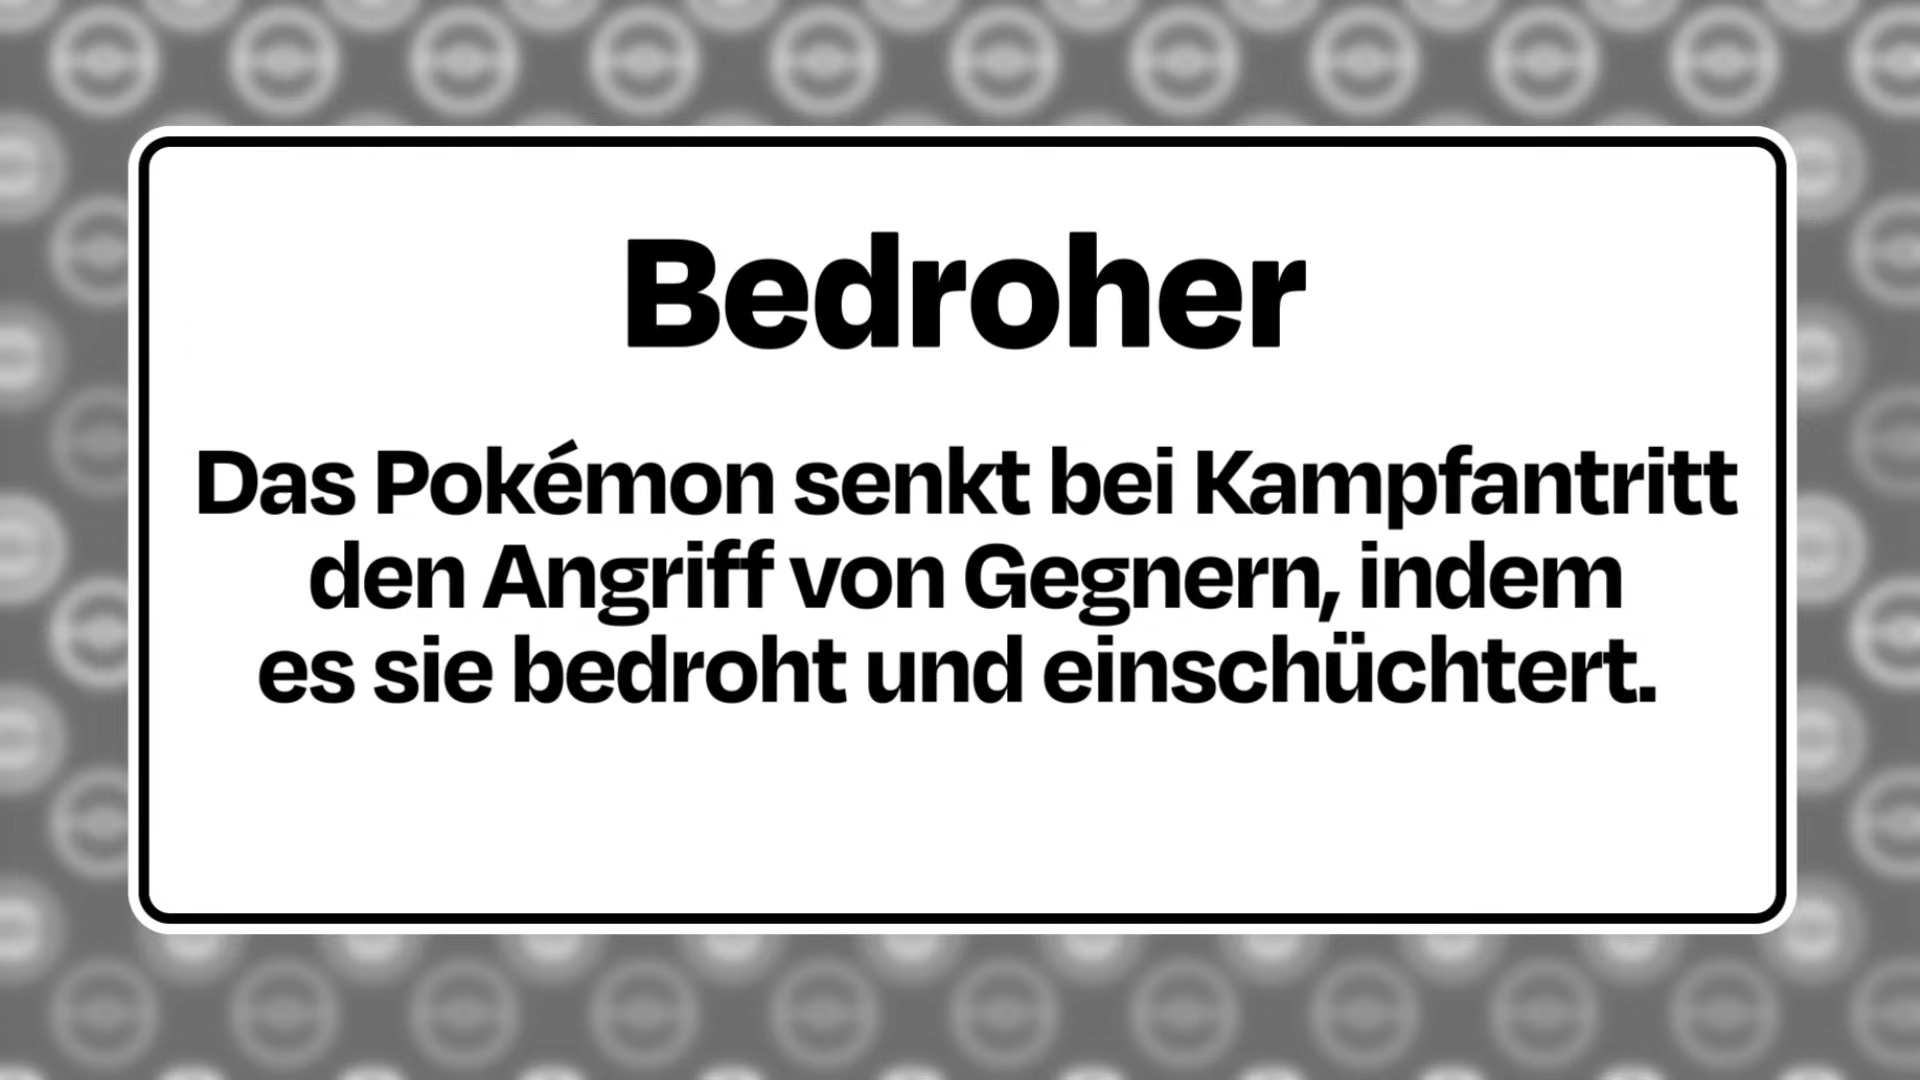 Bedroher
Das Pokémon senkt bei Kampfantritt
den Angriff von Gegnern, indem
es sie bedroht und einschüchtert.